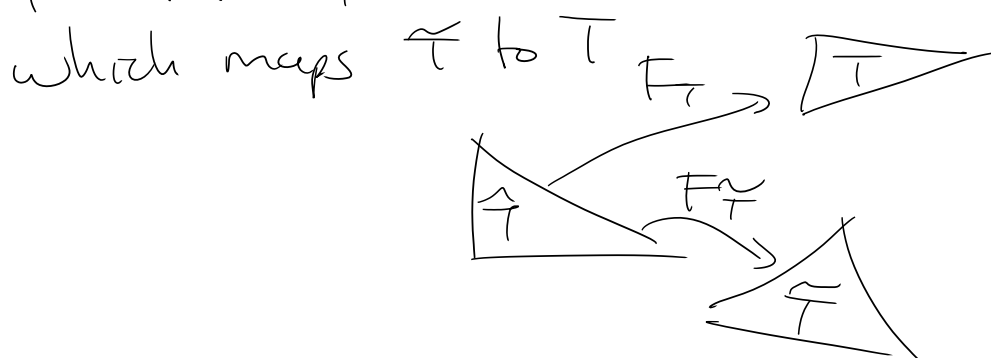 which maps T̃ to T
F_T
T
T̂
F_T̃
T̃